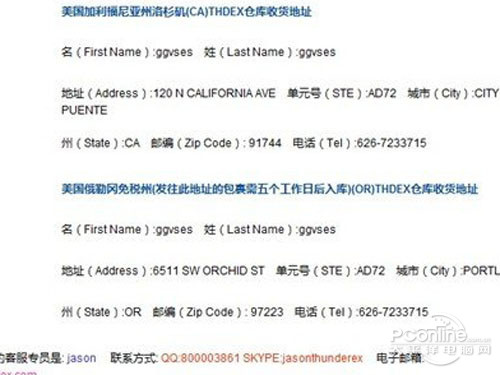 美国加利福尼亚州洛杉矶(CA)THDEX仓库收货地址
名 ( First Name ) :ggvses 姓 ( Last Name ) :ggvses
地址 ( Address ) :120 N CALIFORNIA AVE 单元号 ( STE ) :AD72 城市 ( City ) :CITY
PUENTE
州 ( State ) :CA 邮编 ( Zip Code ) : 91744 电话 ( Tel ) :626-7233715
美国俄勒冈免税州(发往此地址的包裹需五个工作日后入库)(OR)THDEX仓库收货地址
名 ( First Name ) :ggvses 姓 ( Last Name ) :ggvses
地址 ( Address ) :6511 SW ORCHID ST 单元号 ( STE ) :AD72 城市 ( City ) :PORTL
州 ( State ) :OR 邮编 ( Zip Code ) : 97223 电话 ( Tel ) :626-7233715
PConline.com.cn
太平洋电脑网
的客服专员是: jason 联系方式: QQ:800003861 SKYPE:jasonthunderex 电子邮箱:
ex.com